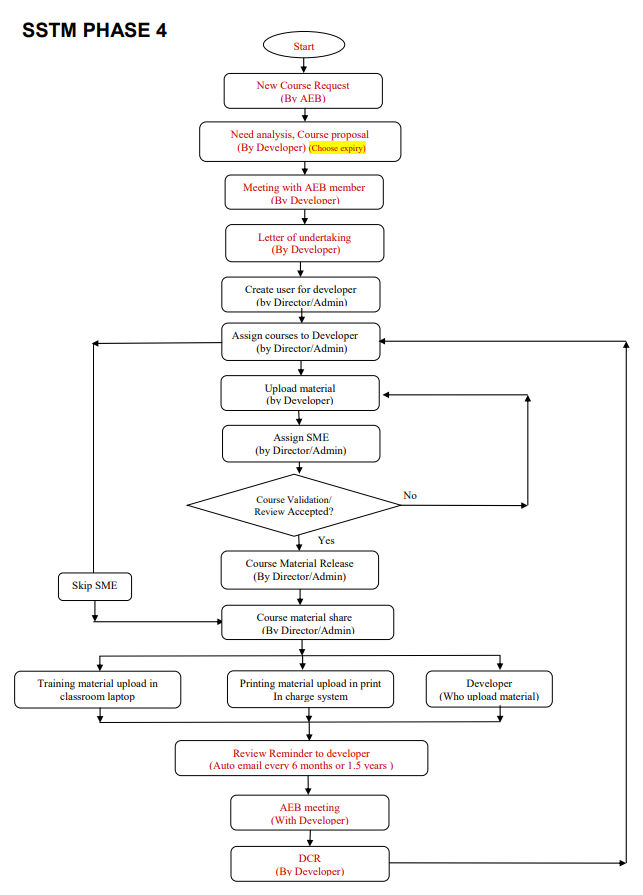 SSTM PHASE 4
Start
New Course Request
(By AEB)
Need analysis, Course proposal
(By Developer) (Choose expiry)
Meeting with AEB member
(By Developer)
Letter of undertaking
(By Developer)
Create user for developer
(by Director/Admin)
Assign courses to Developer
(by Director/Admin)
Upload material
(by Developer)
Assign SME
(by Director/Admin)
Course Validation/
Review Accepted?
No
Yes
Course Material Release
(By Director/Admin)
Skip SME
Course material share
(By Director/Admin)
Training material upload in
classroom laptop
Printing material upload in print
In charge system
Developer
(Who upload material)
Review Reminder to developer
(Auto email every 6 months or 1.5 years )
AEB meeting
(With Developer)
DCR
(By Developer)